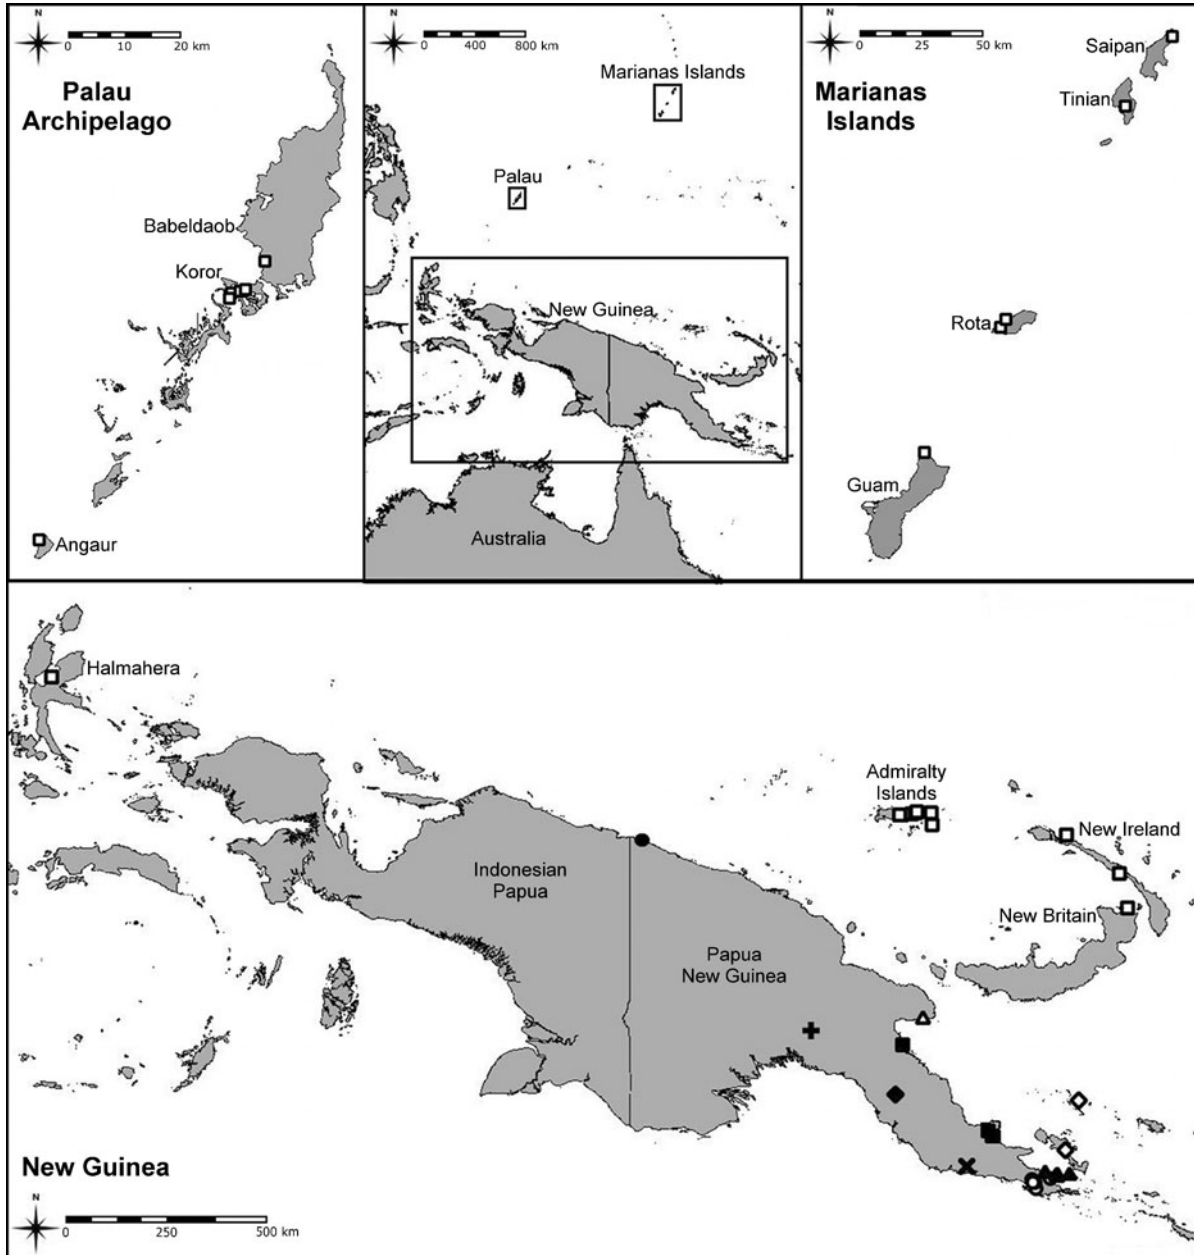 N
0 10 20 km
Palau
Archipelago
Babeldaob
Koror
Angaur
N
0 400 800 km
Marianas Islands
Palau
New Guinea
Australia
N
0 25 50 km
Marianas
Islands
Saipan
Tinian
Rota
Guam
Halmahera
Admiralty
Islands
New Ireland
Indonesian
Papua
New Britain
Papua
New Guinea
New Guinea
N
0 500 km